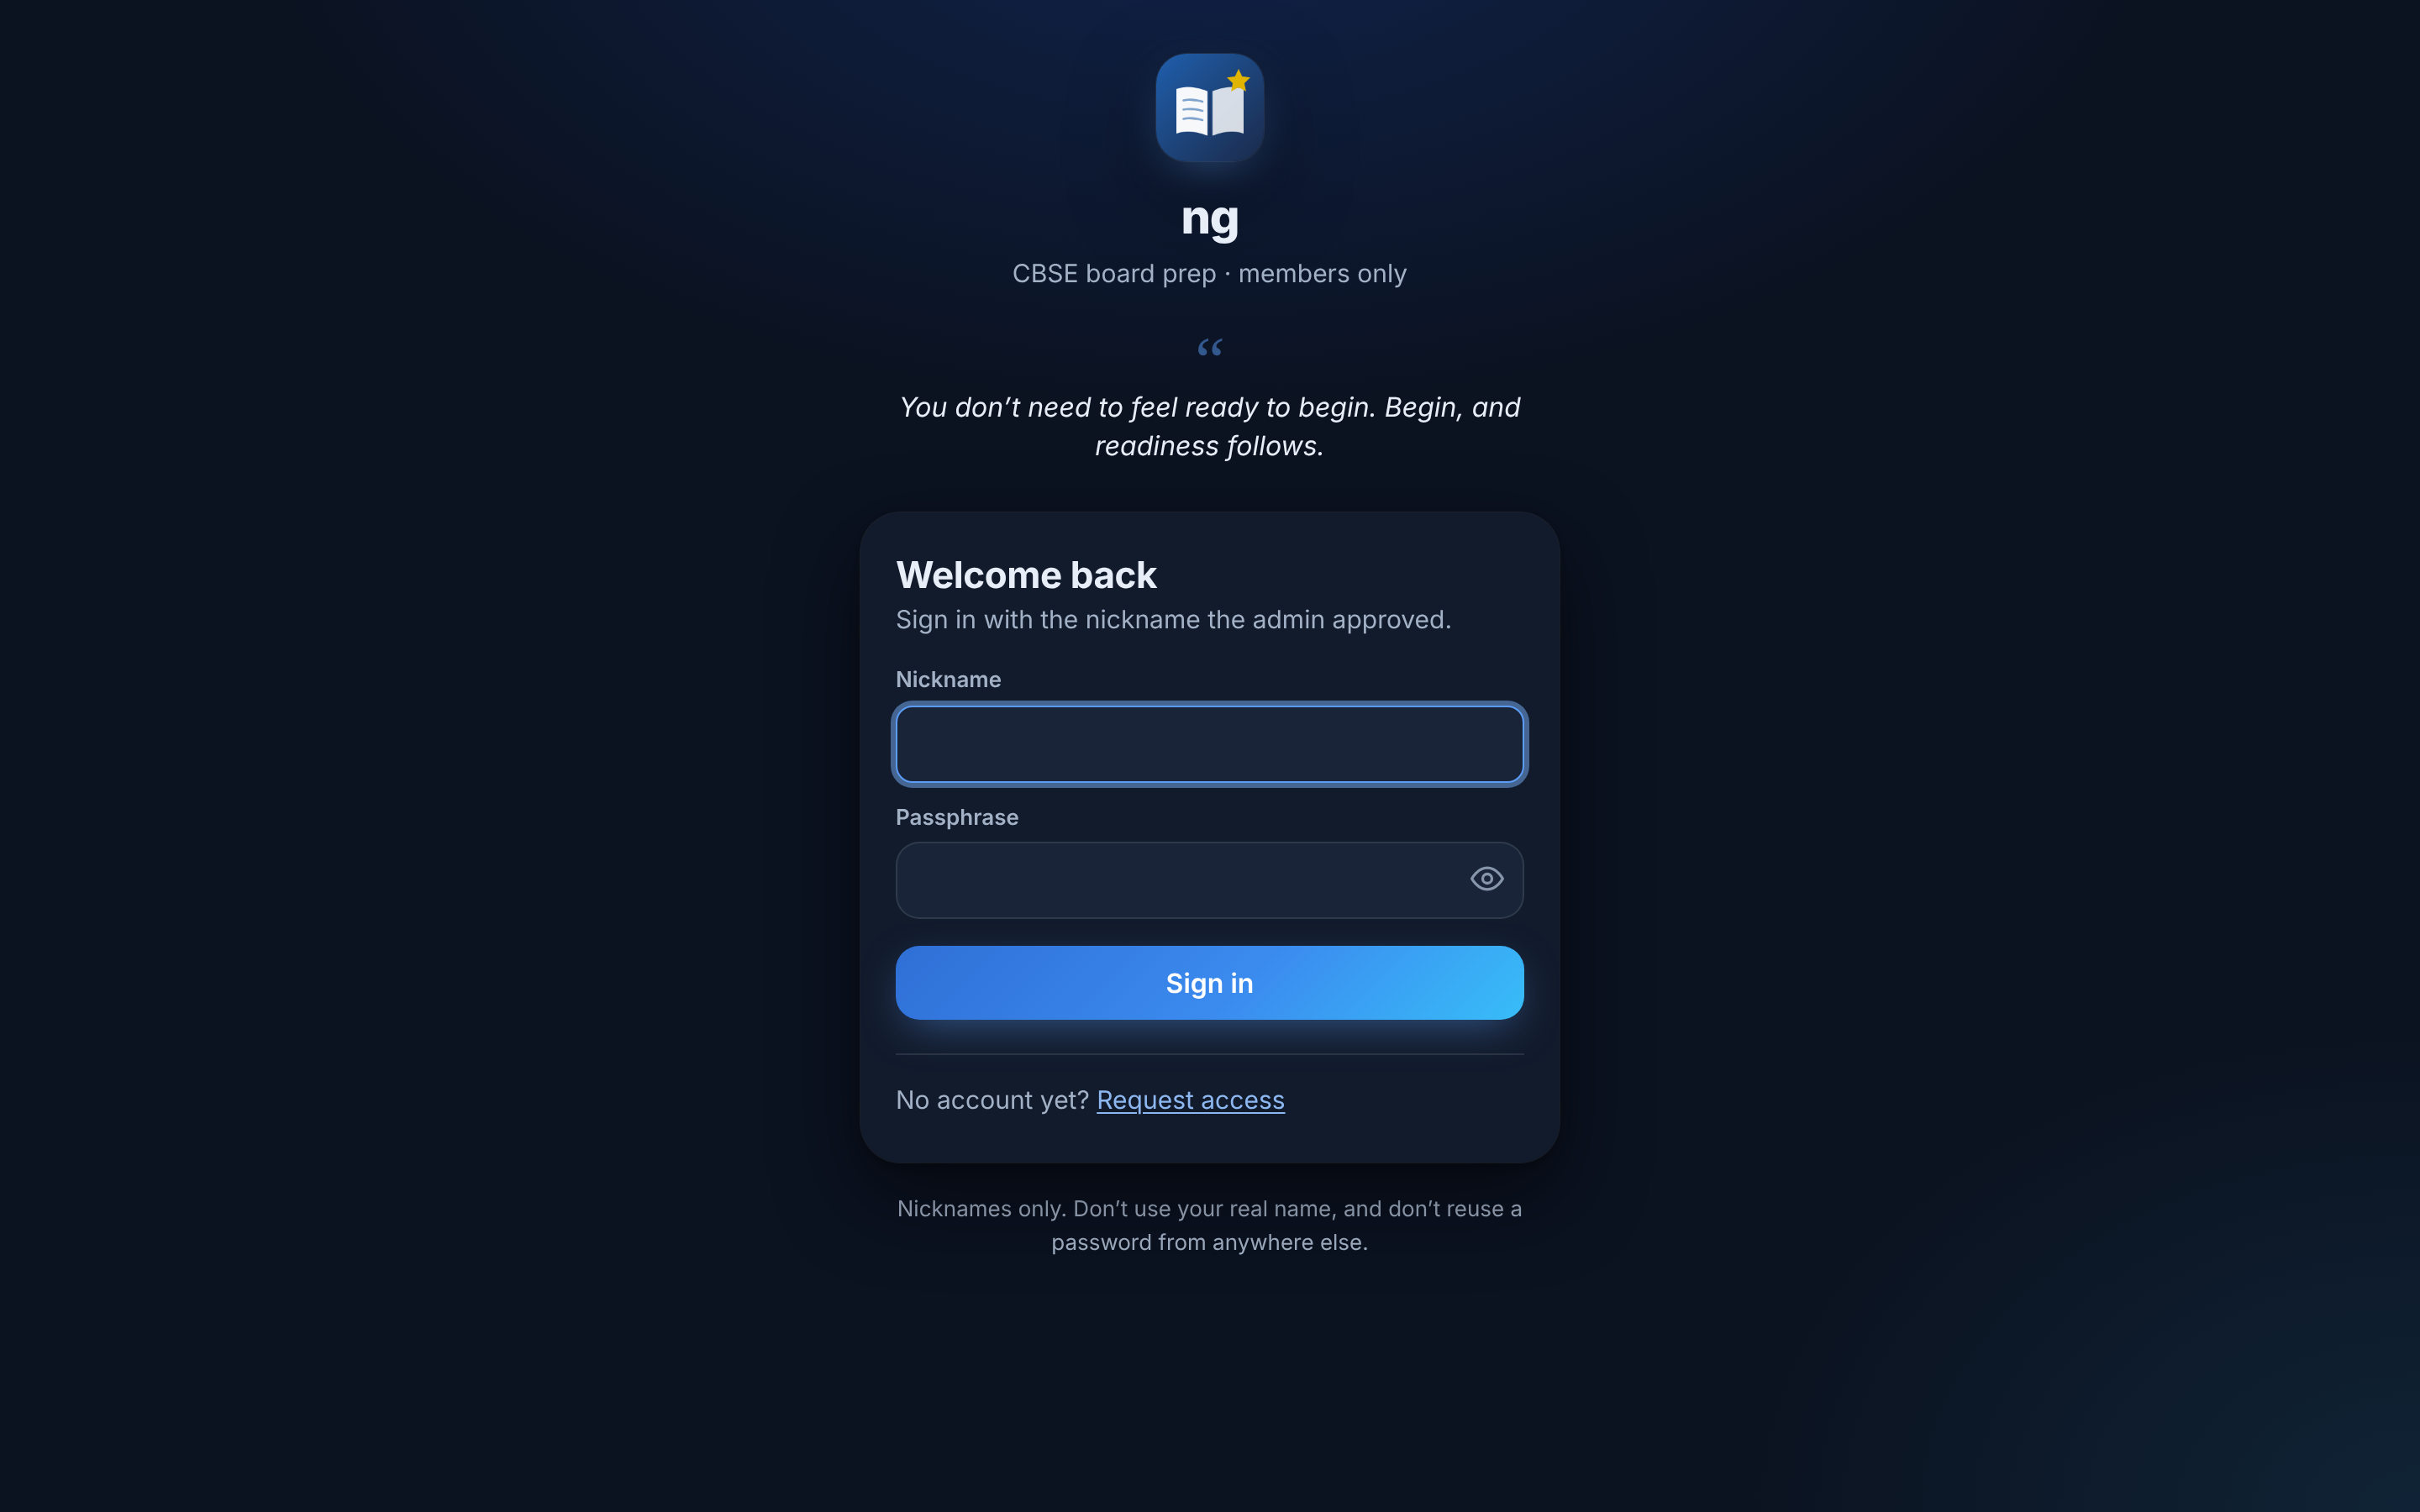 ng
CBSE board prep · members only
“
You don’t need to feel ready to begin. Begin, and
readiness follows.
Welcome back
Sign in with the nickname the admin approved.
Nickname
Passphrase
Sign in
No account yet? Request access
Nicknames only. Don’t use your real name, and don’t reuse a
password from anywhere else.